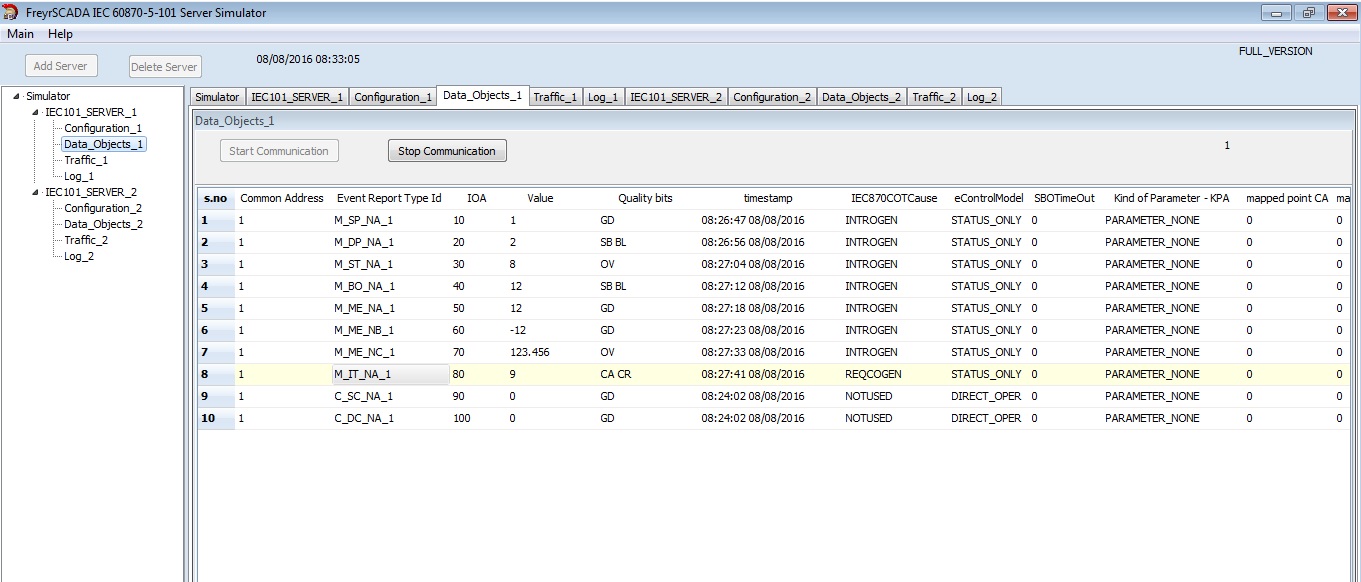 FreyrSCADA IEC 60870-5-101 Server Simulator
Main Help
Add Server Delete Server 08/08/2016 08:33:05 FULL_VERSION
Simulator
IEC101_SERVER_1
Configuration_1
Data_Objects_1
Traffic_1
Log_1
IEC101_SERVER_2
Configuration_2
Data_Objects_2
Traffic_2
Log_2
Simulator IEC101_SERVER_1 Configuration_1 Data_Objects_1 Traffic_1 Log_1 IEC101_SERVER_2 Configuration_2 Data_Objects_2 Traffic_2 Log_2
Data_Objects_1
Start Communication Stop Communication 1
s.no Common Address Event Report Type Id IOA Value Quality bits timestamp IEC870COTCause eControlModel SBOTimeOut Kind of Parameter - KPA mapped point CA ma
1 1 M_SP_NA_1 10 1 GD 08:26:47 08/08/2016 INTROGEN STATUS_ONLY 0 PARAMETER_NONE 0 0
2 1 M_DP_NA_1 20 2 SB BL 08:26:56 08/08/2016 INTROGEN STATUS_ONLY 0 PARAMETER_NONE 0 0
3 1 M_ST_NA_1 30 8 OV 08:27:04 08/08/2016 INTROGEN STATUS_ONLY 0 PARAMETER_NONE 0 0
4 1 M_BO_NA_1 40 12 SB BL 08:27:12 08/08/2016 INTROGEN STATUS_ONLY 0 PARAMETER_NONE 0 0
5 1 M_ME_NA_1 50 12 GD 08:27:18 08/08/2016 INTROGEN STATUS_ONLY 0 PARAMETER_NONE 0 0
6 1 M_ME_NB_1 60 -12 GD 08:27:23 08/08/2016 INTROGEN STATUS_ONLY 0 PARAMETER_NONE 0 0
7 1 M_ME_NC_1 70 123.456 OV 08:27:33 08/08/2016 INTROGEN STATUS_ONLY 0 PARAMETER_NONE 0 0
8 1 M_IT_NA_1 80 9 CA CR 08:27:41 08/08/2016 REQCOGEN STATUS_ONLY 0 PARAMETER_NONE 0 0
9 1 C_SC_NA_1 90 0 GD 08:24:02 08/08/2016 NOTUSED DIRECT_OPER 0 PARAMETER_NONE 0 0
10 1 C_DC_NA_1 100 0 GD 08:24:02 08/08/2016 NOTUSED DIRECT_OPER 0 PARAMETER_NONE 0 0